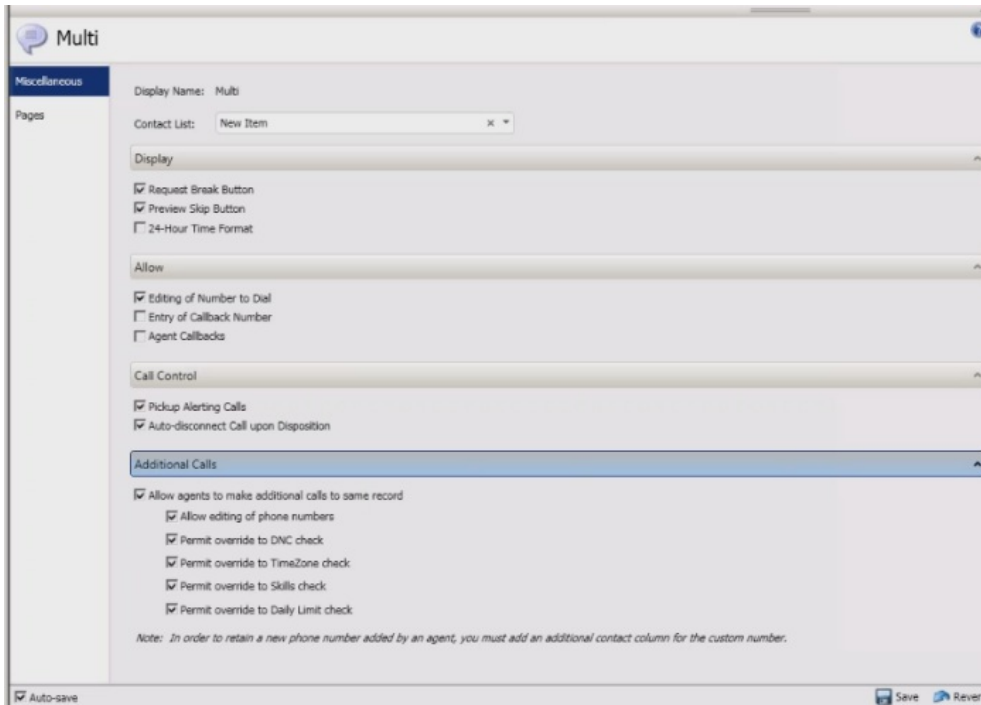 Multi
Miscellaneous
Pages
Display Name: Multi
Contact List: New Item
Display
Request Break Button
Preview Skip Button
24-Hour Time Format
Allow
Editing of Number to Dial
Entry of Callback Number
Agent Callbacks
Call Control
Pickup Alerting Calls
Auto-disconnect Call upon Disposition
Additional Calls
Allow agents to make additional calls to same record
Allow editing of phone numbers
Permit override to DNC check
Permit override to TimeZone check
Permit override to Skills check
Permit override to Daily Limit check
Note: In order to retain a new phone number added by an agent, you must add an additional contact column for the custom number.
Auto-save
Save Rever